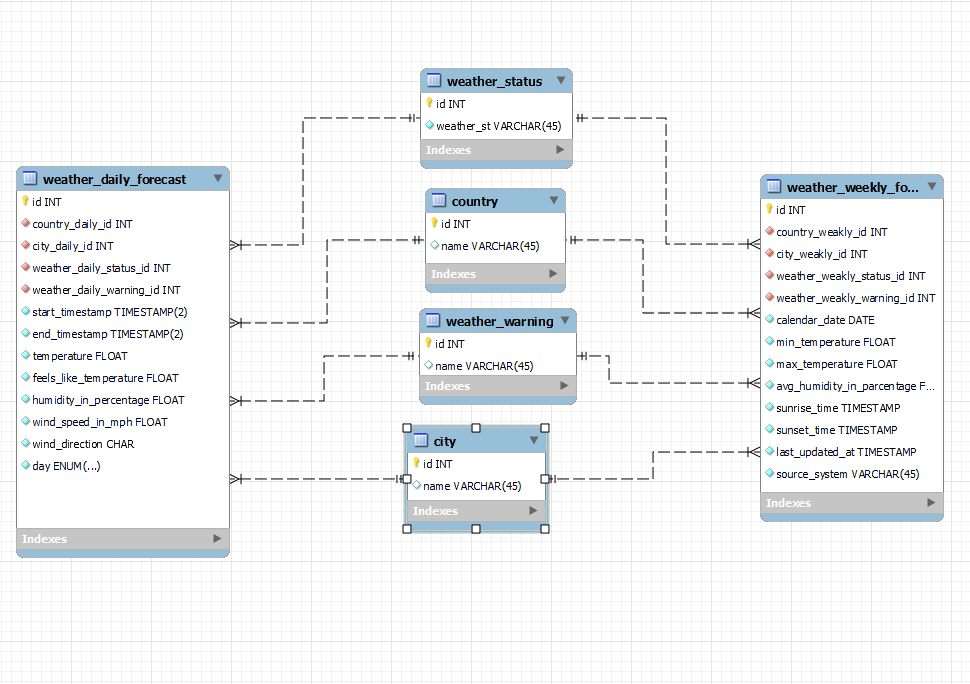 weather_status
id INT
weather_st VARCHAR(45)
Indexes
weather_daily_forecast
id INT
country_daily_id INT
city_daily_id INT
weather_daily_status_id INT
weather_daily_warning_id INT
start_timestamp TIMESTAMP(2)
end_timestamp TIMESTAMP(2)
temperature FLOAT
feels_like_temperature FLOAT
humidity_in_percentage FLOAT
wind_speed_in_mph FLOAT
wind_direction CHAR
day ENUM(...)
Indexes
country
id INT
name VARCHAR(45)
Indexes
weather_warning
id INT
name VARCHAR(45)
Indexes
city
id INT
name VARCHAR(45)
Indexes
weather_weekly_fo...
id INT
country_weakly_id INT
city_weakly_id INT
weather_weakly_status_id INT
weather_weakly_warning_id INT
calendar_date DATE
min_temperature FLOAT
max_temperature FLOAT
avg_humidity_in_parcentage F...
sunrise_time TIMESTAMP
sunset_time TIMESTAMP
last_updated_at TIMESTAMP
source_system VARCHAR(45)
Indexes